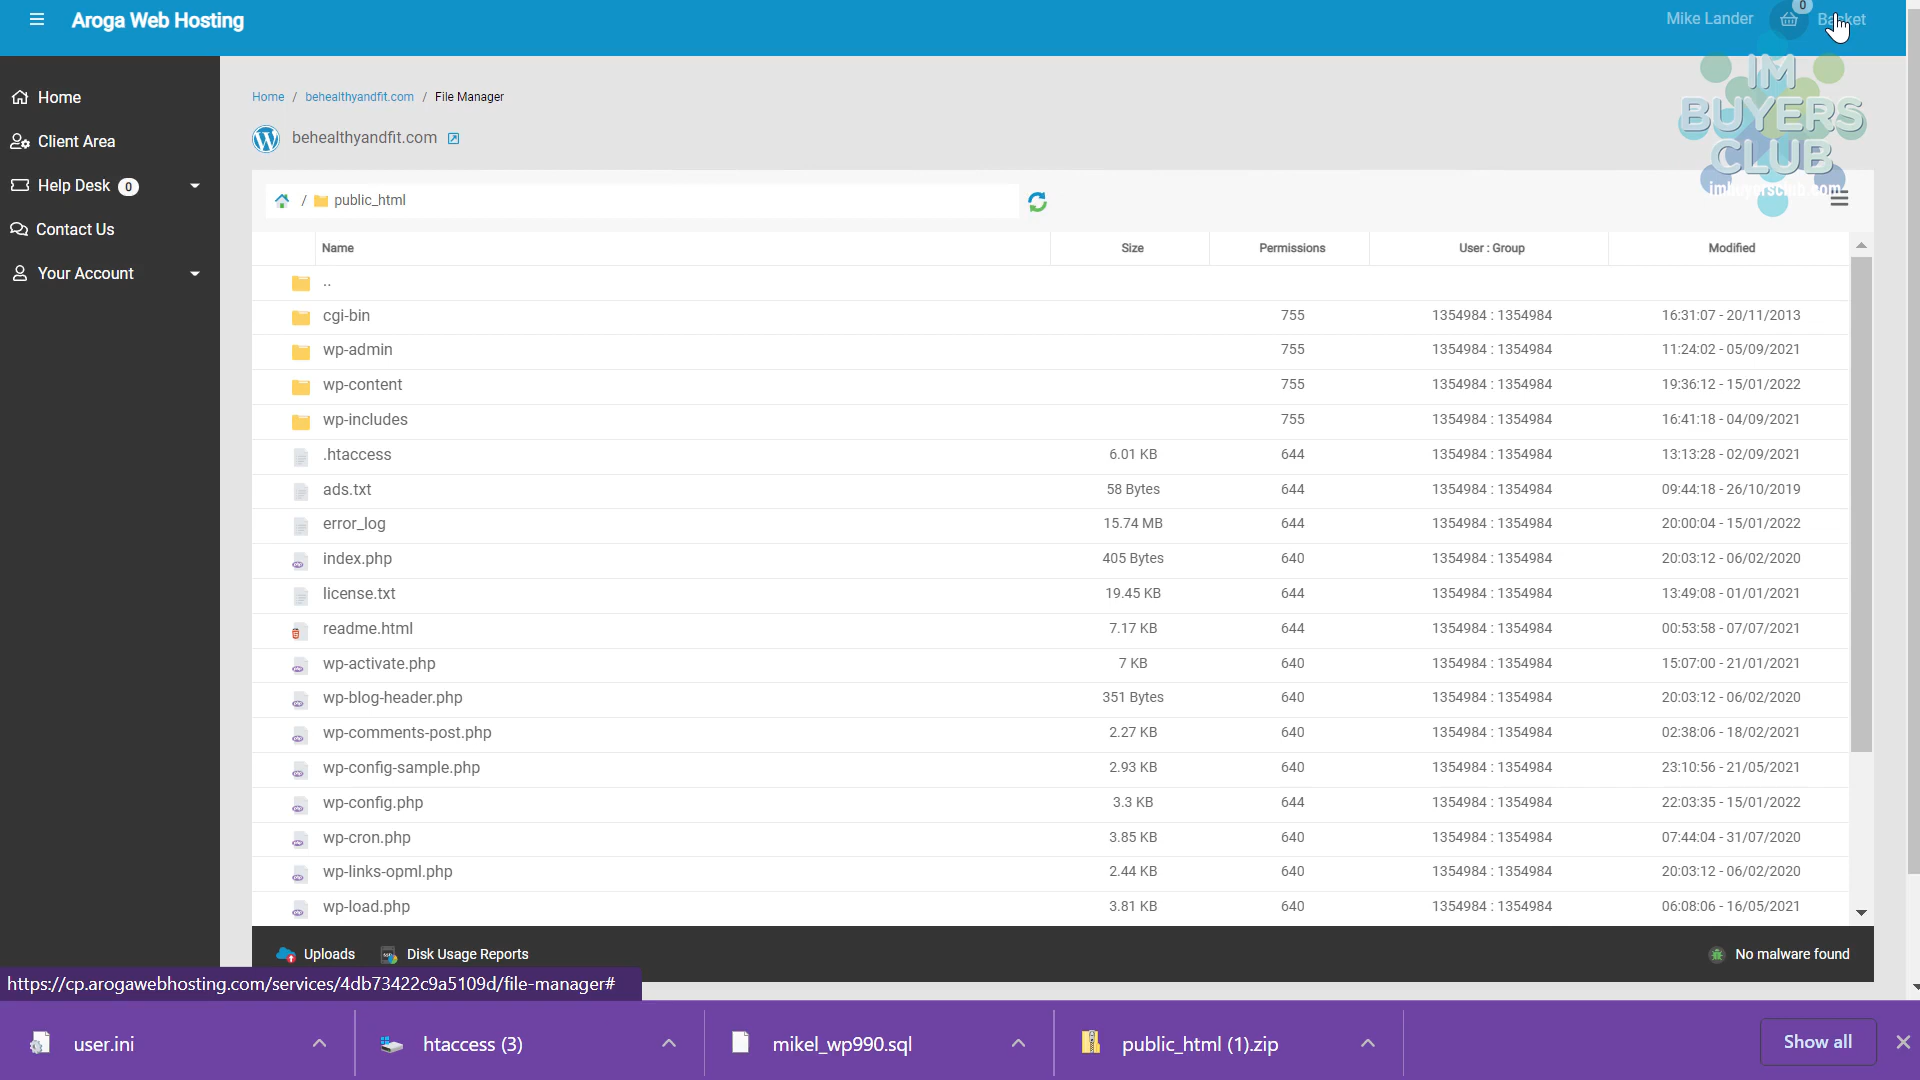 Aroga Web Hosting
Mike Lander
0
Basket
IM
BUYERS
CLUB
imbuyersclub.com
Home
Client Area
Help Desk 0
Contact Us
Your Account
Home / behealthyandfit.com / File Manager
behealthyandfit.com
/ public_html
Name Size Permissions User : Group Modified
..
cgi-bin 755 1354984 : 1354984 16:31:07 - 20/11/2013
wp-admin 755 1354984 : 1354984 11:24:02 - 05/09/2021
wp-content 755 1354984 : 1354984 19:36:12 - 15/01/2022
wp-includes 755 1354984 : 1354984 16:41:18 - 04/09/2021
.htaccess 6.01 KB 644 1354984 : 1354984 13:13:28 - 02/09/2021
ads.txt 58 Bytes 644 1354984 : 1354984 09:44:18 - 26/10/2019
error_log 15.74 MB 644 1354984 : 1354984 20:00:04 - 15/01/2022
index.php 405 Bytes 640 1354984 : 1354984 20:03:12 - 06/02/2020
license.txt 19.45 KB 644 1354984 : 1354984 13:49:08 - 01/01/2021
readme.html 7.17 KB 644 1354984 : 1354984 00:53:58 - 07/07/2021
wp-activate.php 7 KB 640 1354984 : 1354984 15:07:00 - 21/01/2021
wp-blog-header.php 351 Bytes 640 1354984 : 1354984 20:03:12 - 06/02/2020
wp-comments-post.php 2.27 KB 640 1354984 : 1354984 02:38:06 - 18/02/2021
wp-config-sample.php 2.93 KB 640 1354984 : 1354984 23:10:56 - 21/05/2021
wp-config.php 3.3 KB 644 1354984 : 1354984 22:03:35 - 15/01/2022
wp-cron.php 3.85 KB 640 1354984 : 1354984 07:44:04 - 31/07/2020
wp-links-opml.php 2.44 KB 640 1354984 : 1354984 20:03:12 - 06/02/2020
wp-load.php 3.81 KB 640 1354984 : 1354984 06:08:06 - 16/05/2021
Uploads Disk Usage Reports No malware found
https://cp.arogawebhosting.com/services/4db73422c9a5109d/file-manager#
user.ini htaccess (3) mikel_wp990.sql public_html (1).zip Show all